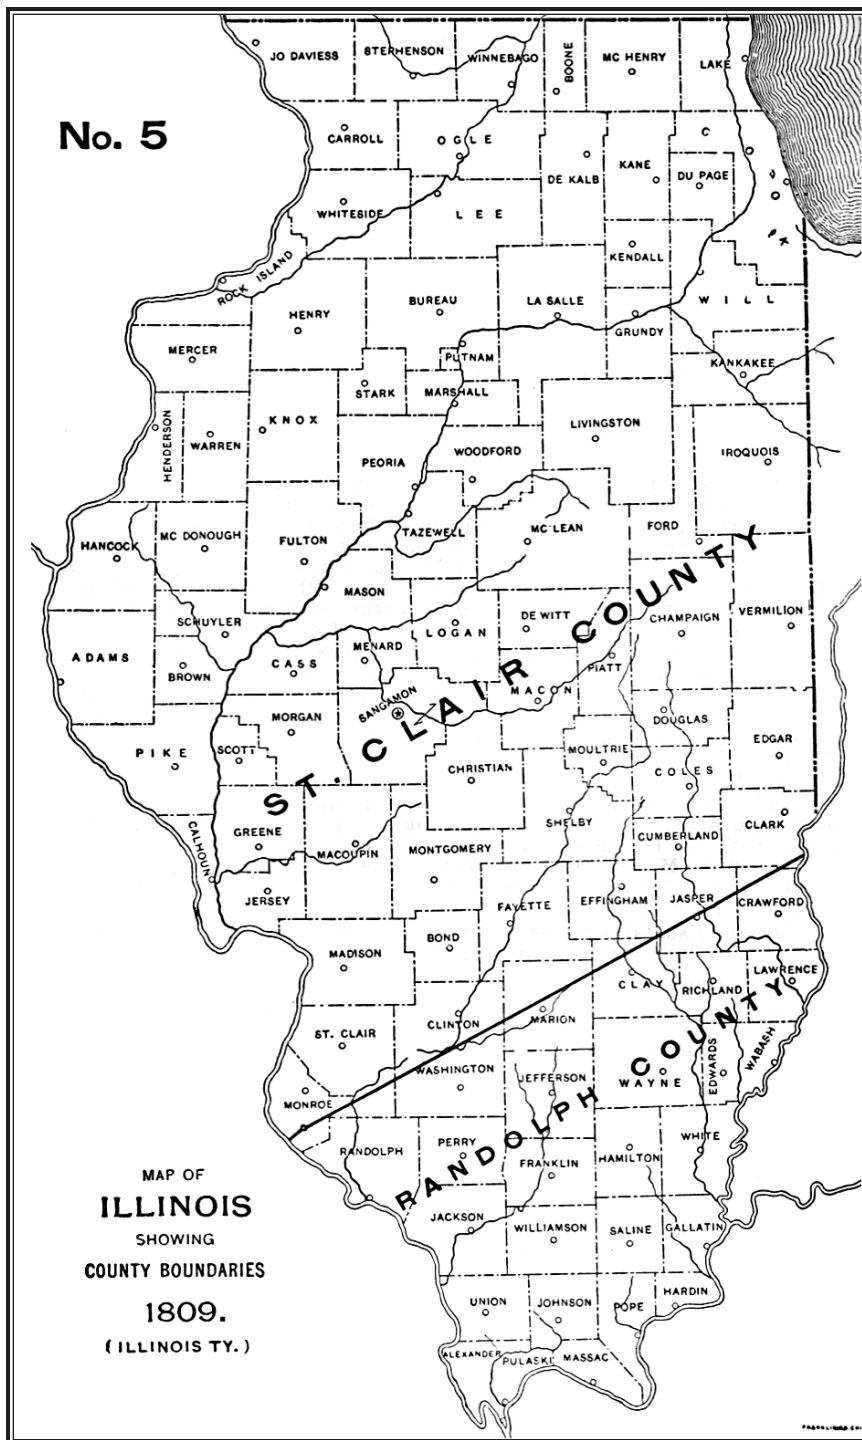 No. 5
JO DAVIESS
STEPHENSON
WINNEBAGO
BOONE
MC HENRY
LAKE
CARROLL
OGLE
DE KALB
KANE
DU PAGE
C O O K
WHITESIDE
LEE
KENDALL
ROCK ISLAND
HENRY
BUREAU
LA SALLE
GRUNDY
WILL
MERCER
PUTNAM
KANKAKEE
STARK
MARSHALL
HENDERSON
WARREN
KNOX
PEORIA
WOODFORD
LIVINGSTON
IROQUOIS
HANCOCK
MC DONOUGH
FULTON
TAZEWELL
MC LEAN
FORD
MASON
SCHUYLER
LOGAN
DE WITT
CHAMPAIGN
VERMILION
ADAMS
BROWN
CASS
MENARD
PIATT
SANGAMON
MACON
ST. CLAIR COUNTY
PIKE
SCOTT
MORGAN
DOUGLAS
EDGAR
CHRISTIAN
MOULTRIE
COLES
CALHOUN
GREENE
MACOUPIN
MONTGOMERY
SHELBY
CUMBERLAND
CLARK
JERSEY
FAYETTE
EFFINGHAM
JASPER
CRAWFORD
MADISON
BOND
CLAY
RICHLAND
LAWRENCE
ST. CLAIR
CLINTON
MARION
RANDOLPH COUNTY
WABASH
MONROE
WASHINGTON
JEFFERSON
WAYNE
EDWARDS
RANDOLPH
PERRY
FRANKLIN
HAMILTON
WHITE
JACKSON
WILLIAMSON
SALINE
GALLATIN
UNION
JOHNSON
POPE
HARDIN
ALEXANDER
PULASKI
MASSAC
MAP OF
ILLINOIS
SHOWING
COUNTY BOUNDARIES
1809.
(ILLINOIS TY.)